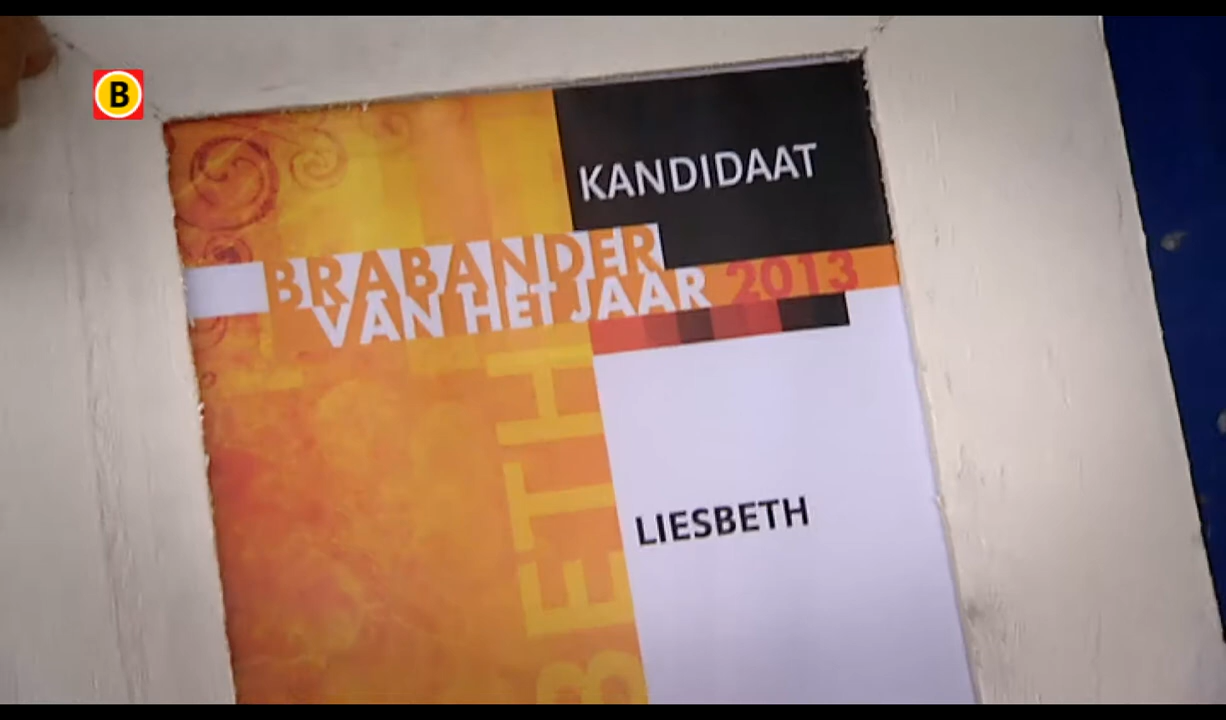 B
KANDIDAAT
BRABANDER
VAN HET JAAR 2013
LIESBETH
BETH